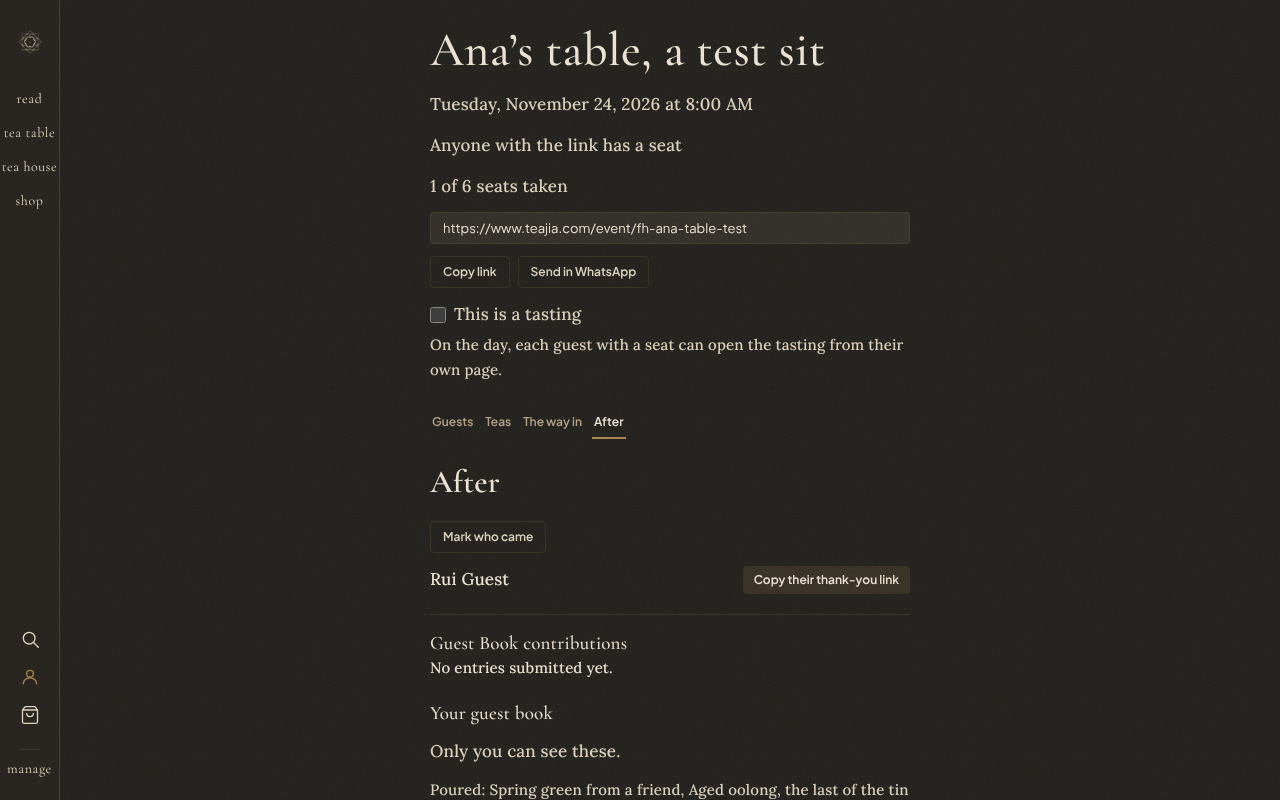 Ana’s table, a test sit
Tuesday, November 24, 2026 at 8:00 AM
Anyone with the link has a seat
1 of 6 seats taken
https://www.teajia.com/event/fh-ana-table-test
Copy link
Send in WhatsApp
This is a tasting
On the day, each guest with a seat can open the tasting from their
own page.
Guests
Teas
The way in
After
After
Mark who came
Rui Guest
Copy their thank-you link
Guest Book contributions
No entries submitted yet.
Your guest book
Only you can see these.
Poured: Spring green from a friend, Aged oolong, the last of the tin
read
tea table
tea house
shop
manage